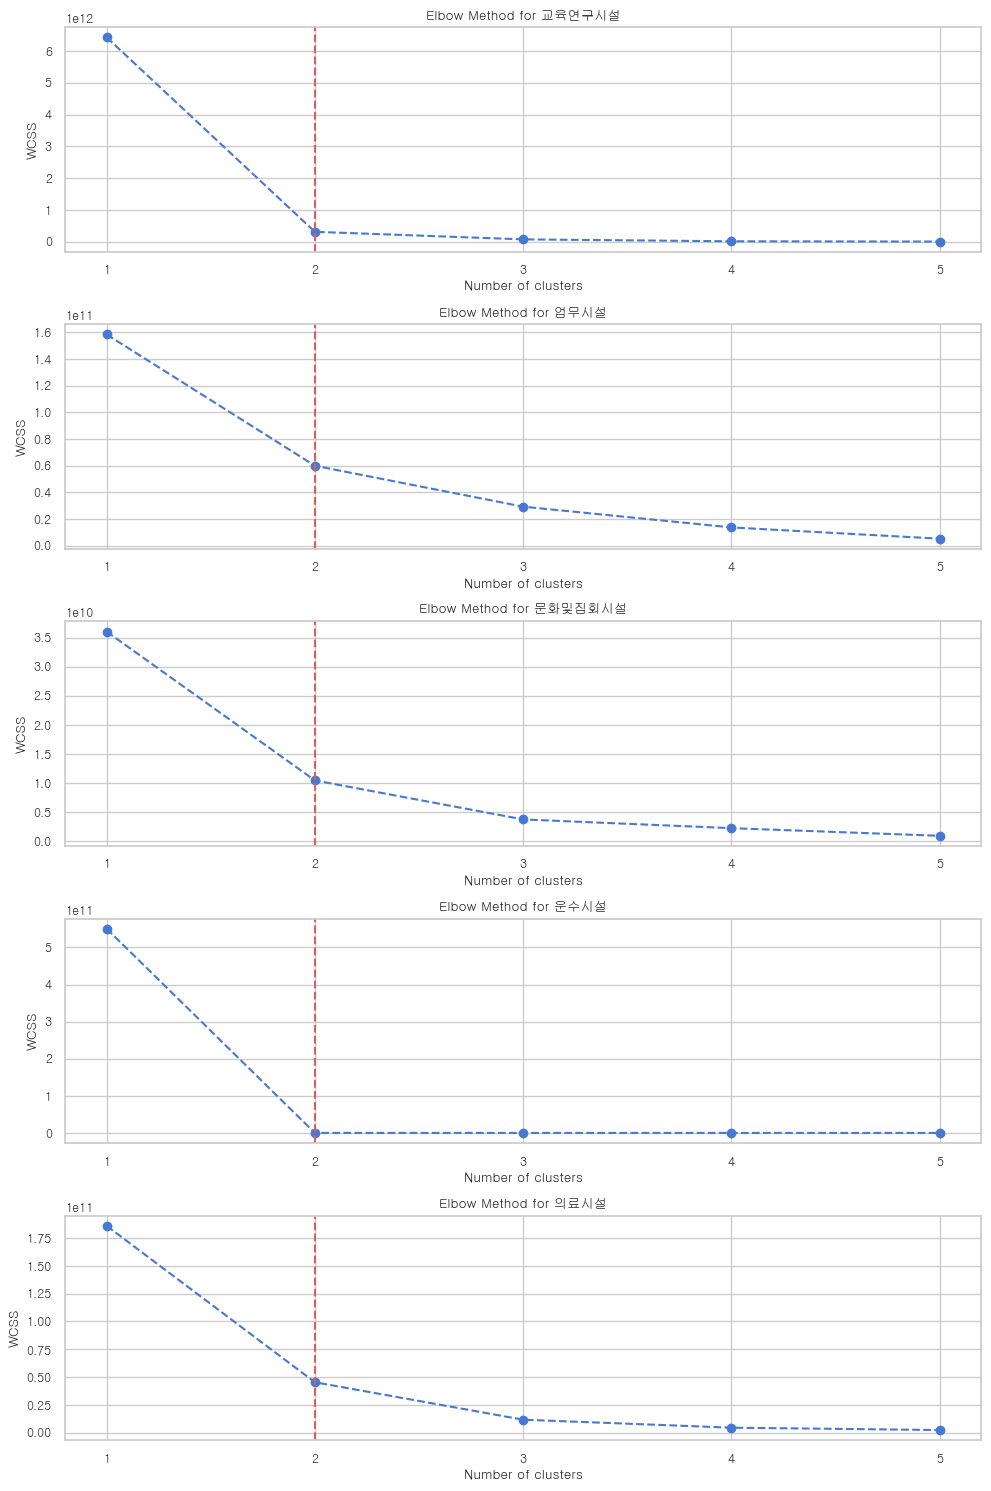 Elbow Method for 교육연구시설
1e12
6
5
4
3
2
1
0
WCSS
1 2 3 4 5
Number of clusters
Elbow Method for 업무시설
1e11
1.6
1.4
1.2
1.0
0.8
0.6
0.4
0.2
0.0
WCSS
1 2 3 4 5
Number of clusters
Elbow Method for 문화및집회시설
1e10
3.5
3.0
2.5
2.0
1.5
1.0
0.5
0.0
WCSS
1 2 3 4 5
Number of clusters
Elbow Method for 운수시설
1e11
5
4
3
2
1
0
WCSS
1 2 3 4 5
Number of clusters
Elbow Method for 의료시설
1e11
1.75
1.50
1.25
1.00
0.75
0.50
0.25
0.00
WCSS
1 2 3 4 5
Number of clusters